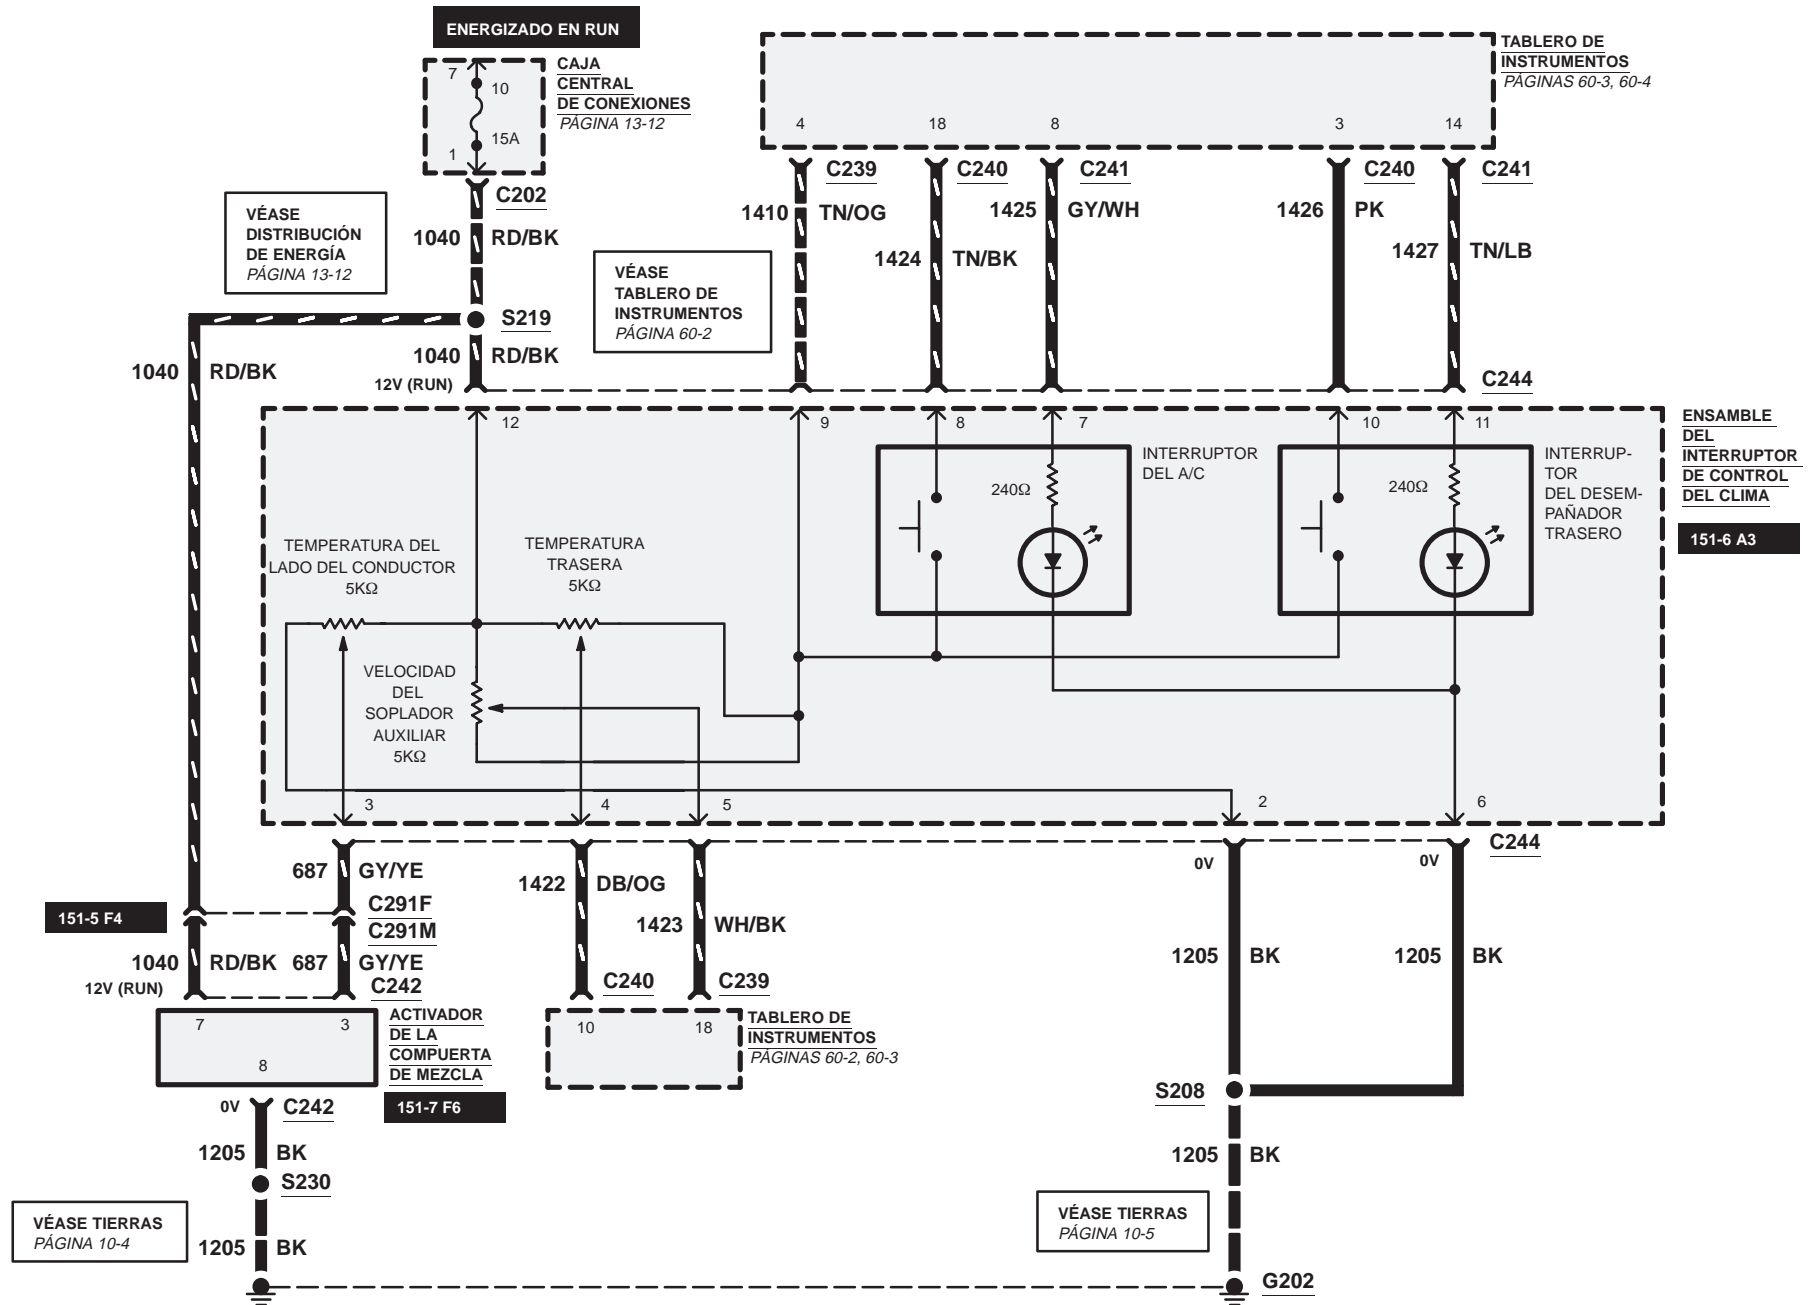 ENERGIZADO EN RUN
7
10
15A
1
CAJA
CENTRAL
DE CONEXIONES
PÁGINA 13-12
C202
TABLERO DE
INSTRUMENTOS
PÁGINAS 60-3, 60-4
4
18
8
3
14
C239
C240
C241
C240
C241
1410 TN/OG
1424 TN/BK
1425 GY/WH
1426 PK
1427 TN/LB
VÉASE
DISTRIBUCIÓN
DE ENERGÍA
PÁGINA 13-12
1040 RD/BK
VÉASE
TABLERO DE
INSTRUMENTOS
PÁGINA 60-2
S219
1040 RD/BK
1040 RD/BK
12V (RUN)
C244
12
9
8
7
10
11
ENSAMBLE
DEL
INTERRUPTOR
DE CONTROL
DEL CLIMA
151-6 A3
INTERRUPTOR
DEL A/C
240Ω
INTERRUP-
TOR
DEL DESEM-
PAÑADOR
TRASERO
240Ω
TEMPERATURA DEL
LADO DEL CONDUCTOR
5KΩ
TEMPERATURA
TRASERA
5KΩ
VELOCIDAD
DEL
SOPLADOR
AUXILIAR
5KΩ
3
4
5
2
6
C244
0V
0V
687 GY/YE
1422 DB/OG
1423 WH/BK
151-5 F4
C291F
C291M
1040 RD/BK
687 GY/YE
12V (RUN)
C242
C240
C239
1205 BK
1205 BK
7
3
8
ACTIVADOR
DE LA
COMPUERTA
DE MEZCLA
151-7 F6
10
18
TABLERO DE
INSTRUMENTOS
PÁGINAS 60-2, 60-3
0V
C242
S208
1205 BK
1205 BK
S230
VÉASE TIERRAS
PÁGINA 10-4
1205 BK
VÉASE TIERRAS
PÁGINA 10-5
G202